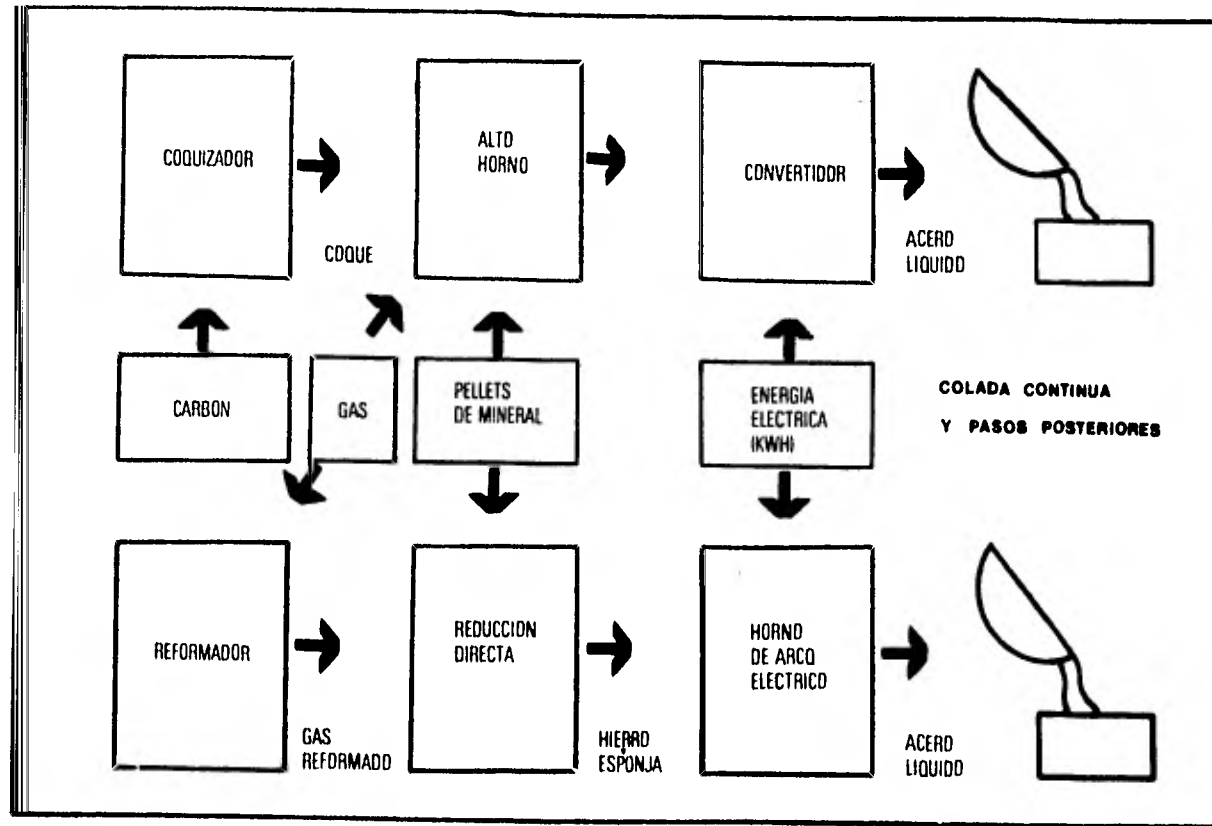 COQUIZADOR
ALTO
HORNO
CONVERTIDOR
COQUE
ACERO
LIQUIDO
CARBON
GAS
PELLETS
DE MINERAL
ENERGIA
ELECTRICA
(KWH)
COLADA CONTINUA
Y PASOS POSTERIORES
REFORMADOR
REDUCCION
DIRECTA
HORNO
DE ARCO
ELECTRICO
GAS
REFORMADO
HIERRO
ESPONJA
ACERO
LIQUIDO